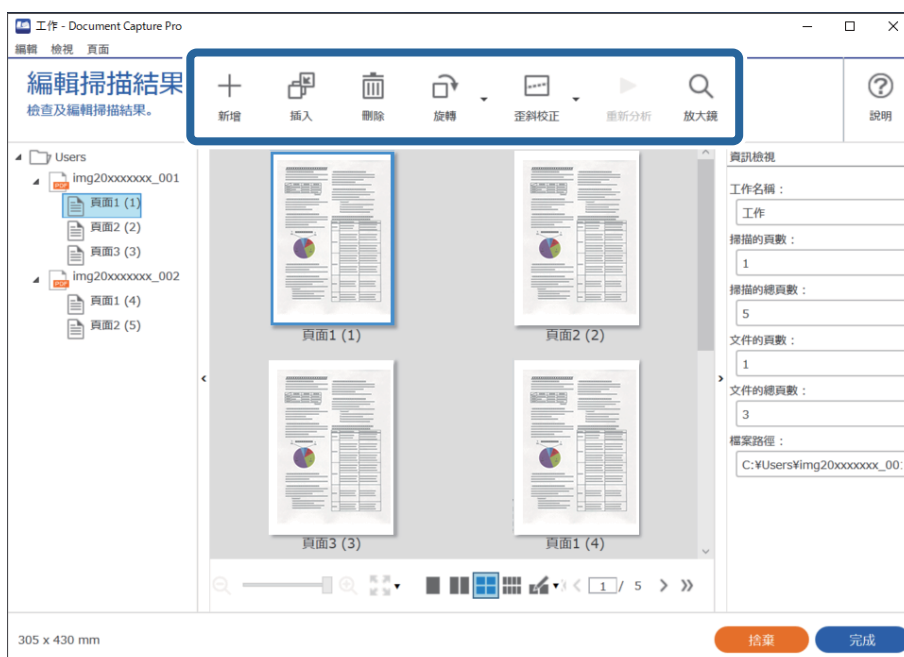 工作 - Document Capture Pro
編輯 檢視 頁面
編輯掃描結果
檢查及編輯掃描結果。
新增 插入 刪除 旋轉 歪斜校正 重新分析 放大鏡
說明
Users
img20xxxxxxx_001
頁面1 (1)
頁面2 (2)
頁面3 (3)
img20xxxxxxx_002
頁面1 (4)
頁面2 (5)
頁面1 (1)
頁面2 (2)
頁面3 (3)
頁面1 (4)
1 / 5
資訊檢視
工作名稱：
工作
掃描的頁數：
1
掃描的總頁數：
5
文件的頁數：
1
文件的總頁數：
3
檔案路徑：
C:¥Users¥img20xxxxxxx_00
305 x 430 mm
捨棄 完成